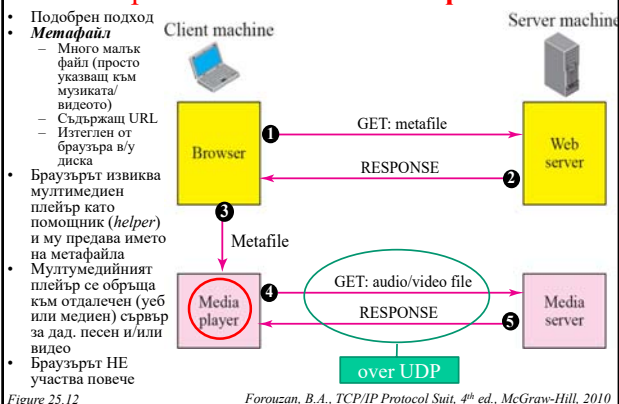 • Подобрен подход
• Метафайл
– Много малък
файл (просто
указващ към
музиката/
видеото)
– Съдържащ URL
– Изтеглен от
браузъра в/у
диска
• Браузърът извиква
мултимедиен
плейър като
помощник (helper)
и му предава името
на метафайла
• Мултумедийният
плейър се обръща
към отдалечен (уеб
или медиен) сървър
за дад. песен и/или
видео
• Браузърът НЕ
участва повече
Client machine
Server machine
Browser
1
GET: metafile
Web
server
RESPONSE
2
3
Metafile
Media
player
4
GET: audio/video file
RESPONSE
5
Media
server
over UDP
Figure 25.12
Forouzan, B.A., TCP/IP Protocol Suit, 4th ed., McGraw-Hill, 2010